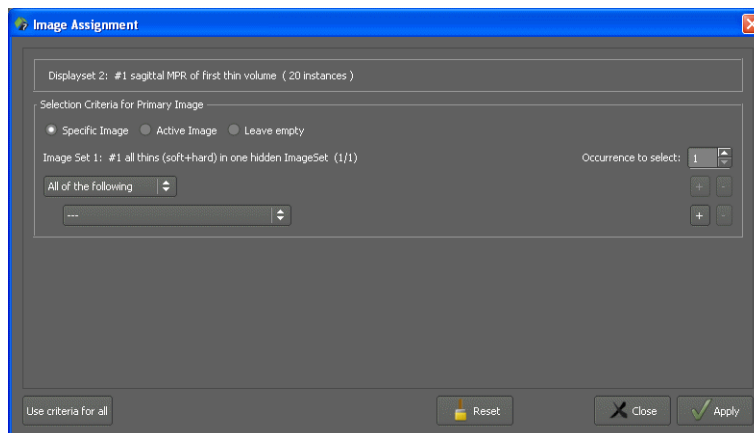 Image Assignment
Displayset 2: #1 sagittal MPR of first thin volume ( 20 instances )
Selection Criteria for Primary Image
Specific Image Active Image Leave empty
Image Set 1: #1 all thins (soft+hard) in one hidden ImageSet (1/1) Occurrence to select: 1
All of the following + -
--- + -
Use criteria for all Reset Close Apply